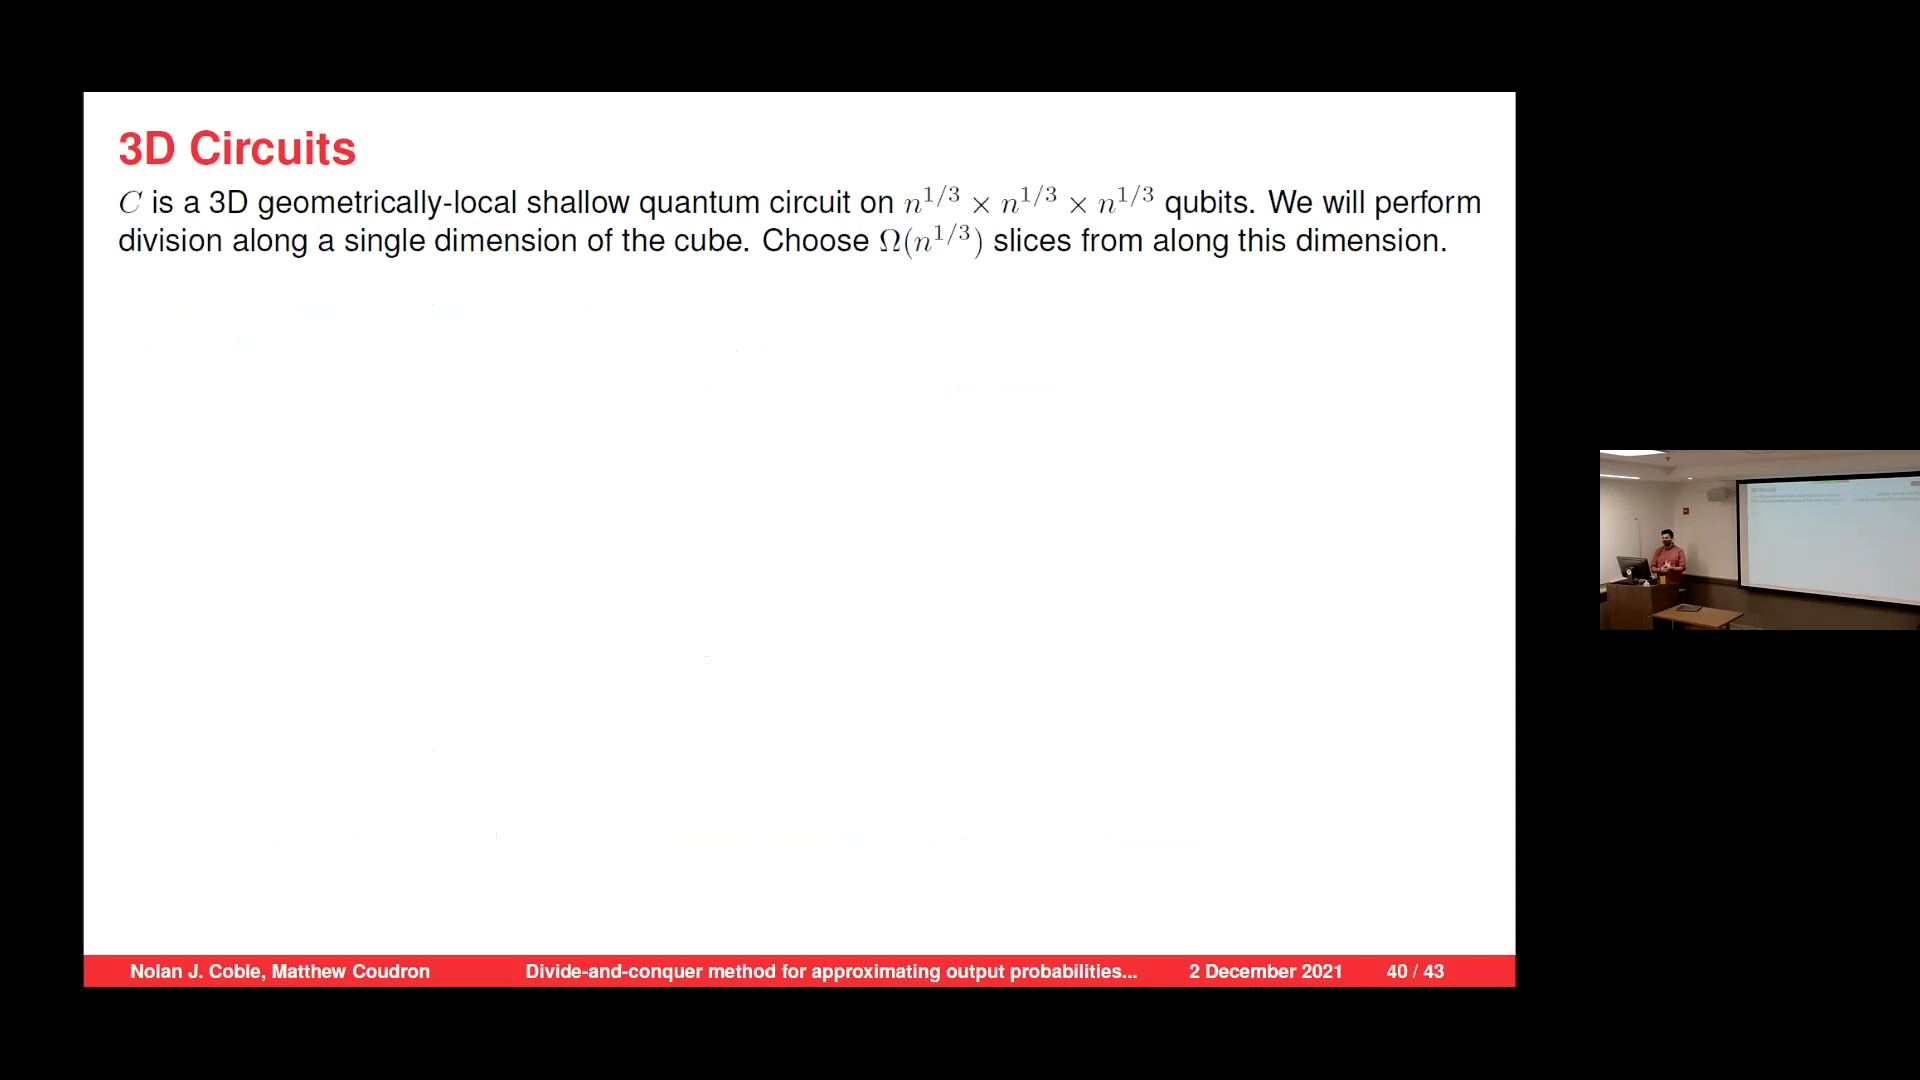 3D Circuits
C is a 3D geometrically-local shallow quantum circuit on n^{1/3} × n^{1/3} × n^{1/3} qubits. We will perform
division along a single dimension of the cube. Choose Ω(n^{1/3}) slices from along this dimension.
Nolan J. Coble, Matthew Coudron Divide-and-conquer method for approximating output probabilities... 2 December 2021 40 / 43